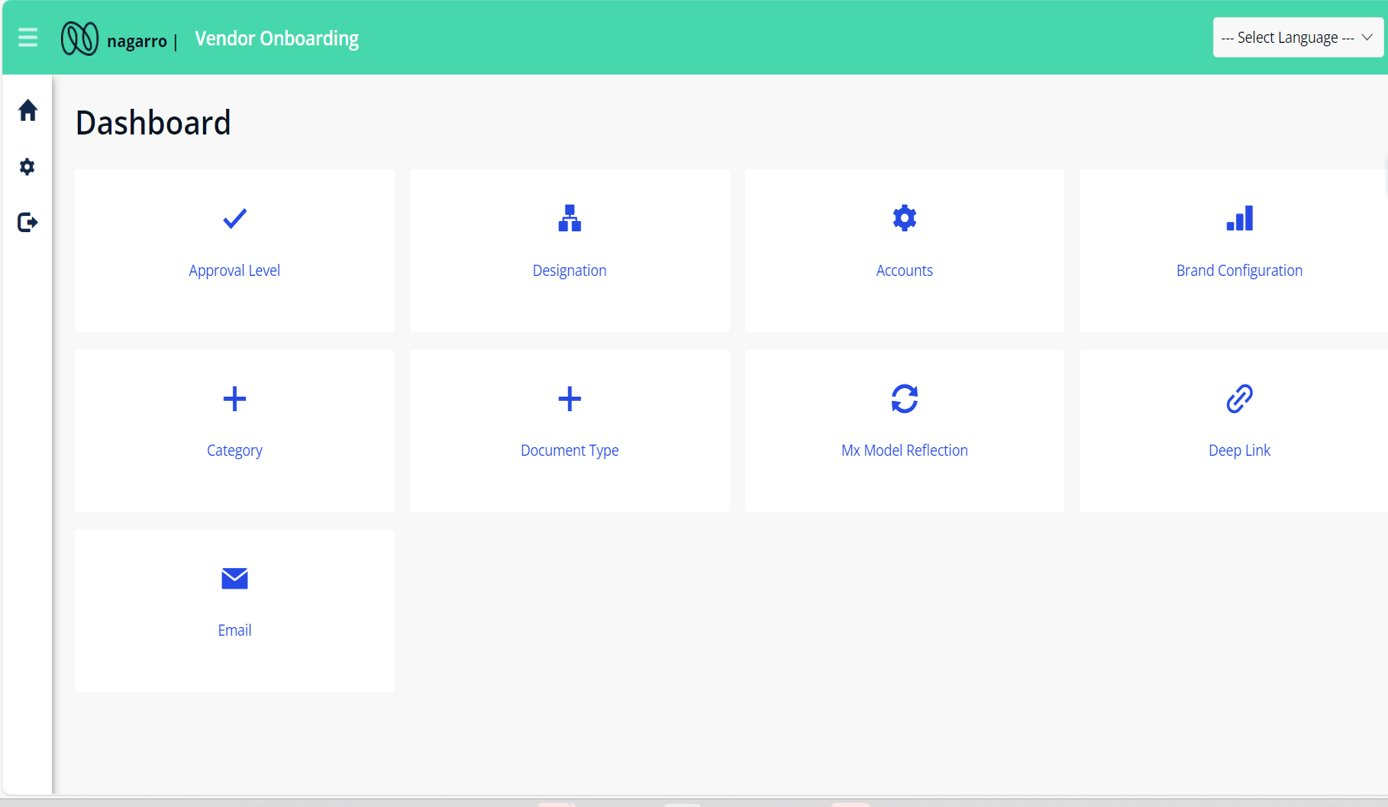 nagarro | Vendor Onboarding
--- Select Language ---
Dashboard
Approval Level
Designation
Accounts
Brand Configuration
Category
Document Type
Mx Model Reflection
Deep Link
Email